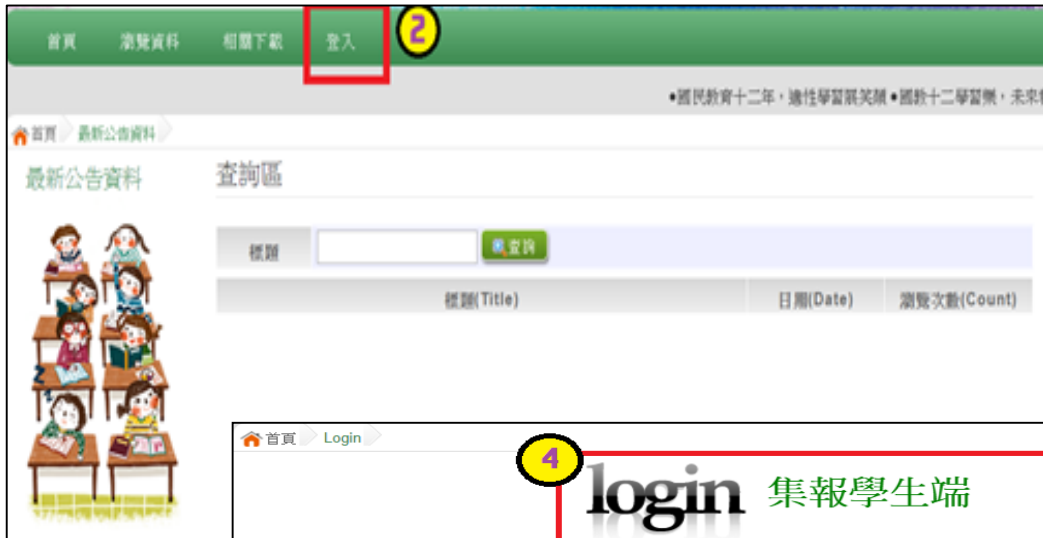 首頁 瀏覽資料 相關下載 登入 2
●國民教育十二年，適性學習展笑顏 ●國教十二學習樂，未來
首頁 最新公告資料
最新公告資料
查詢區
標題 查詢
標題(Title) 日期(Date) 瀏覽次數(Count)
首頁 Login
4
login 集報學生端